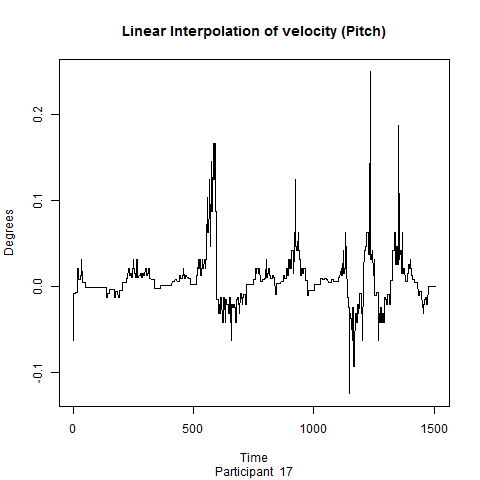 Linear Interpolation of velocity (Pitch)
0.2
0.1
0.0
-0.1
Degrees
0
500
1000
1500
Time
Participant 17